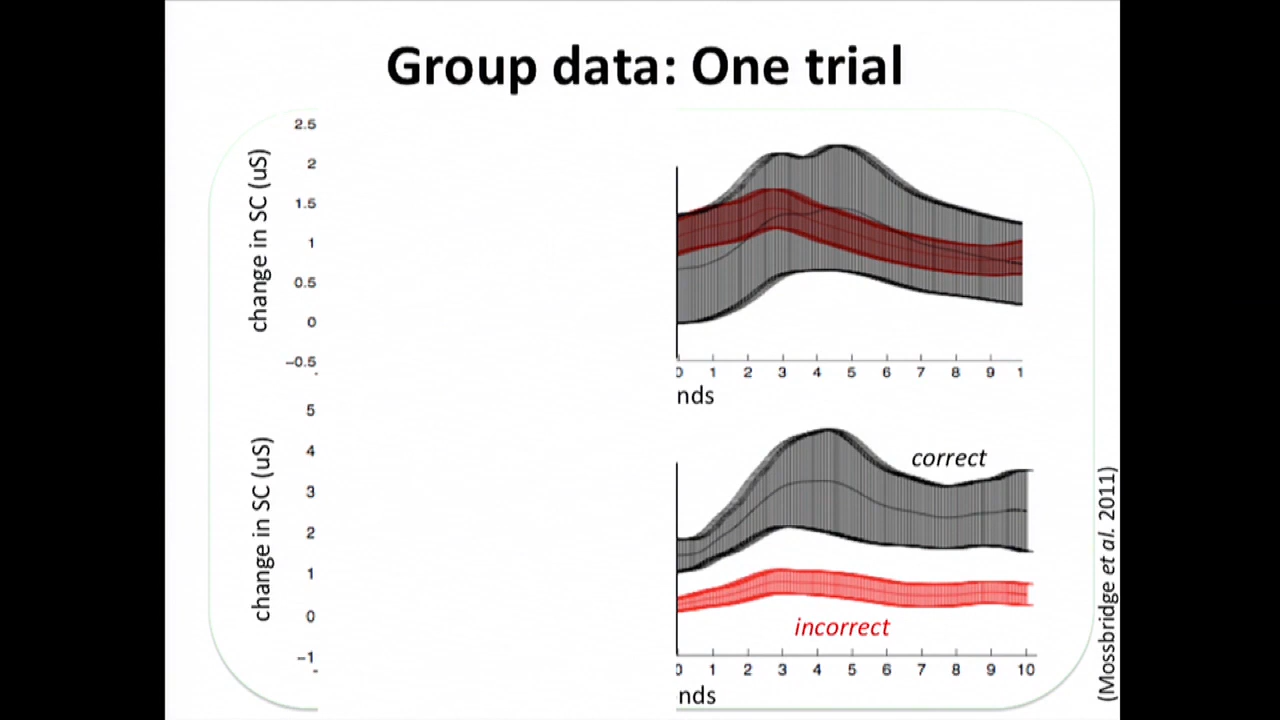 Group data: One trial
change in SC (uS)
2.5
2
1.5
1
0.5
0
−0.5
0 1 2 3 4 5 6 7 8 9 1
nds
change in SC (uS)
5
4
3
2
1
0
−1
correct
incorrect
0 1 2 3 4 5 6 7 8 9 10
nds
(Mossbridge et al. 2011)